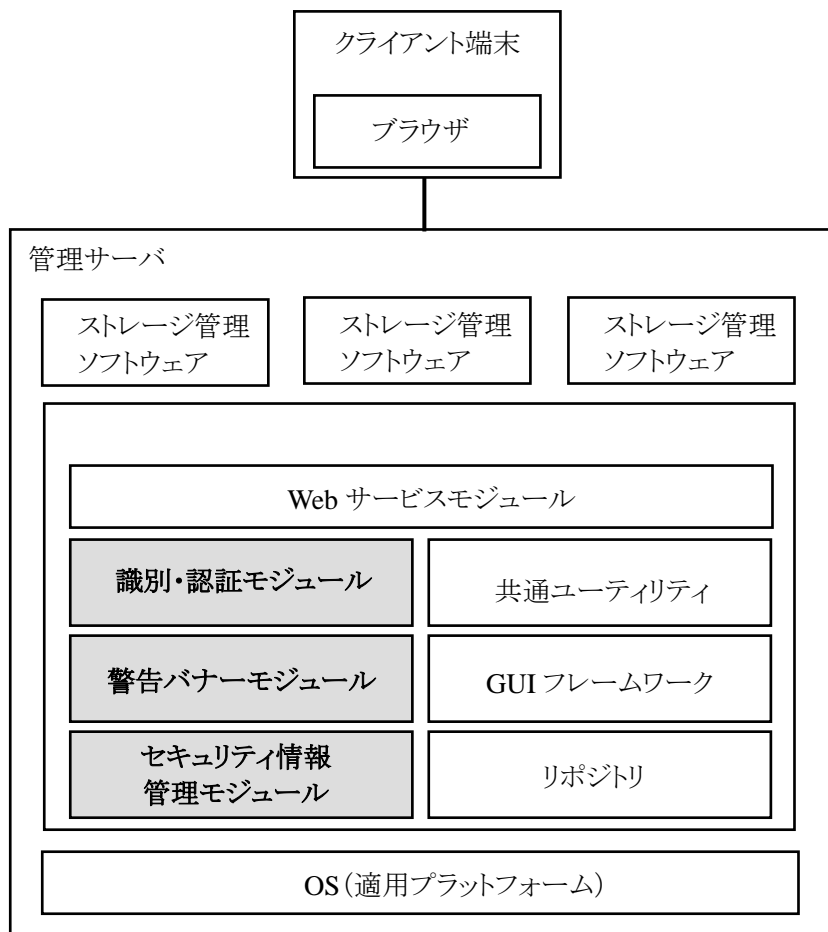 クライアント端末
ブラウザ
管理サーバ
ストレージ管理
ソフトウェア
ストレージ管理
ソフトウェア
ストレージ管理
ソフトウェア
Web サービスモジュール
識別・認証モジュール
共通ユーティリティ
警告バナーモジュール
GUI フレームワーク
セキュリティ情報
管理モジュール
リポジトリ
OS（適用プラットフォーム）